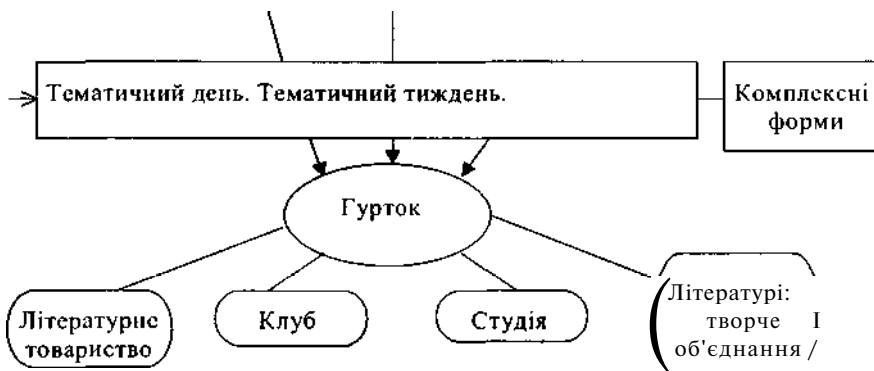 Тематичний день. Тематичний тиждень.
Комплексні
форми
Гурток
Літературне
товариство
Клуб
Студія
Літературі:
творче I
об'єднання /